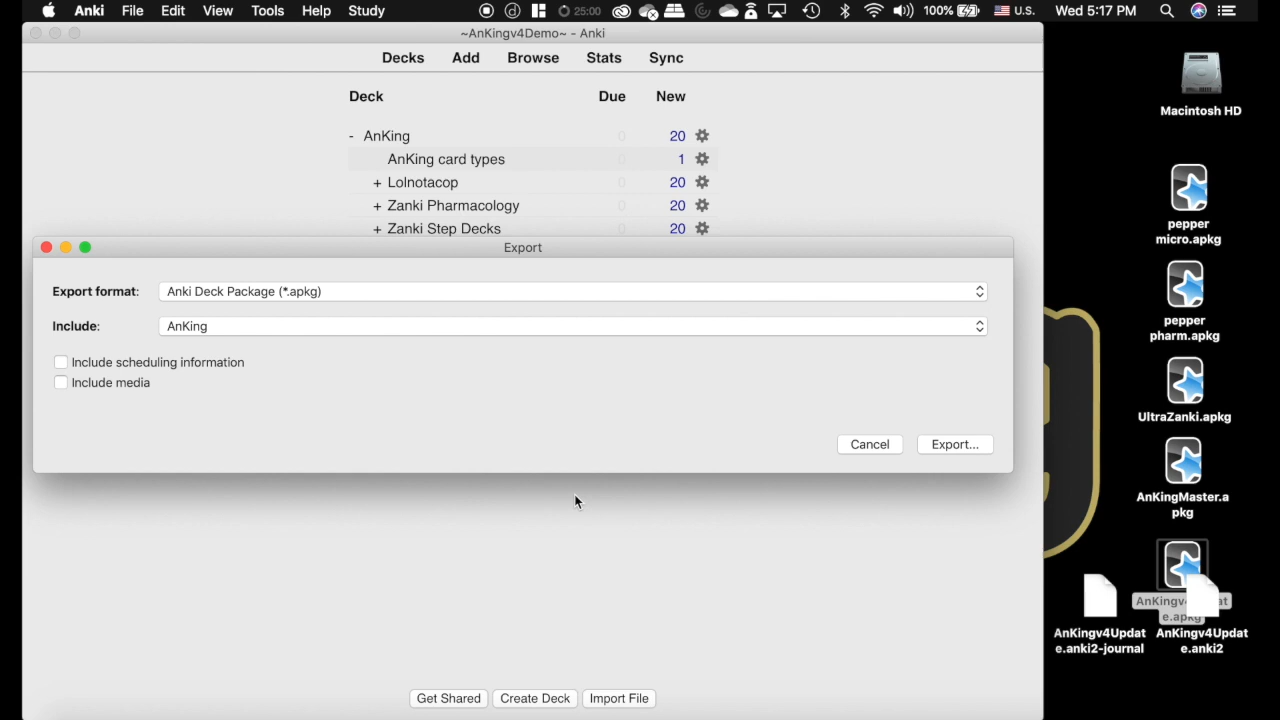 Anki File Edit View Tools Help Study 25:00 100% U.S. Wed 5:17 PM
~AnKingv4Demo~ - Anki
Decks Add Browse Stats Sync
Deck Due New
- AnKing 0 20
AnKing card types 0 1
+ Lolnotacop 0 20
+ Zanki Pharmacology 0 20
+ Zanki Step Decks 0 20
Export
Export format: Anki Deck Package (*.apkg)
Include: AnKing
Include scheduling information
Include media
Cancel Export...
Get Shared Create Deck Import File
Macintosh HD
pepper
micro.apkg
pepper
pharm.apkg
UltraZanki.apkg
AnKingMaster.a
pkg
e.apkg
AnKingv4Updat
e.anki2-journal
AnKingv4Updat
e.anki2